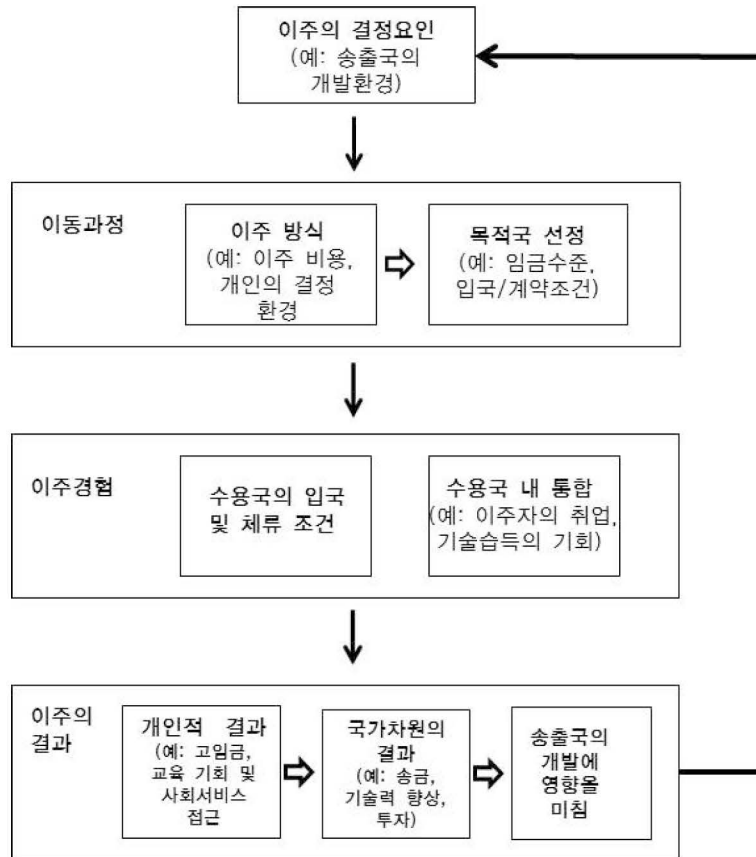 이주의 결정요인
(예: 송출국의
개발환경)
이동과정
이주 방식
(예: 이주 비용,
개인의 결정
환경
목적국 선정
(예: 임금수준,
입국/계약조건)
이주경험
수용국의 입국
및 체류 조건
수용국 내 통합
(예: 이주자의 취업,
기술습득의 기회)
이주의
결과
개인적 결과
(예: 고임금,
교육 기회 및
사회서비스
접근
국가차원의
결과
(예: 송금,
기술력 향상,
투자)
송출국의
개발에
영향올
미침